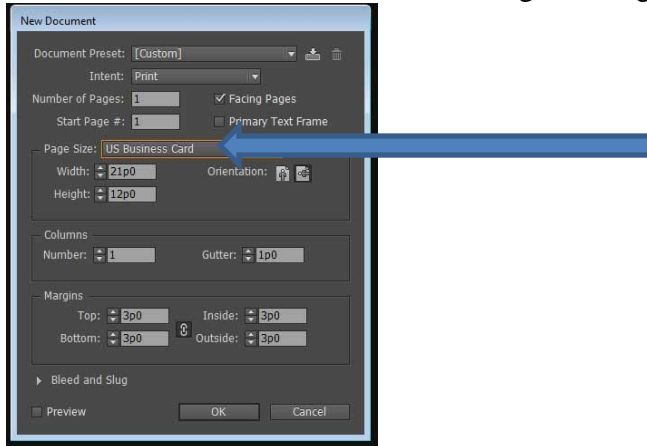 New Document
Document Preset: [Custom]
Intent: Print
Number of Pages: 1 Facing Pages
Start Page #: 1 Primary Text Frame
Page Size: US Business Card
Width: 21p0 Orientation:
Height: 12p0
Columns
Number: 1 Gutter: 1p0
Margins
Top: 3p0 Inside: 3p0
Bottom: 3p0 Outside: 3p0
Bleed and Slug
Preview OK Cancel